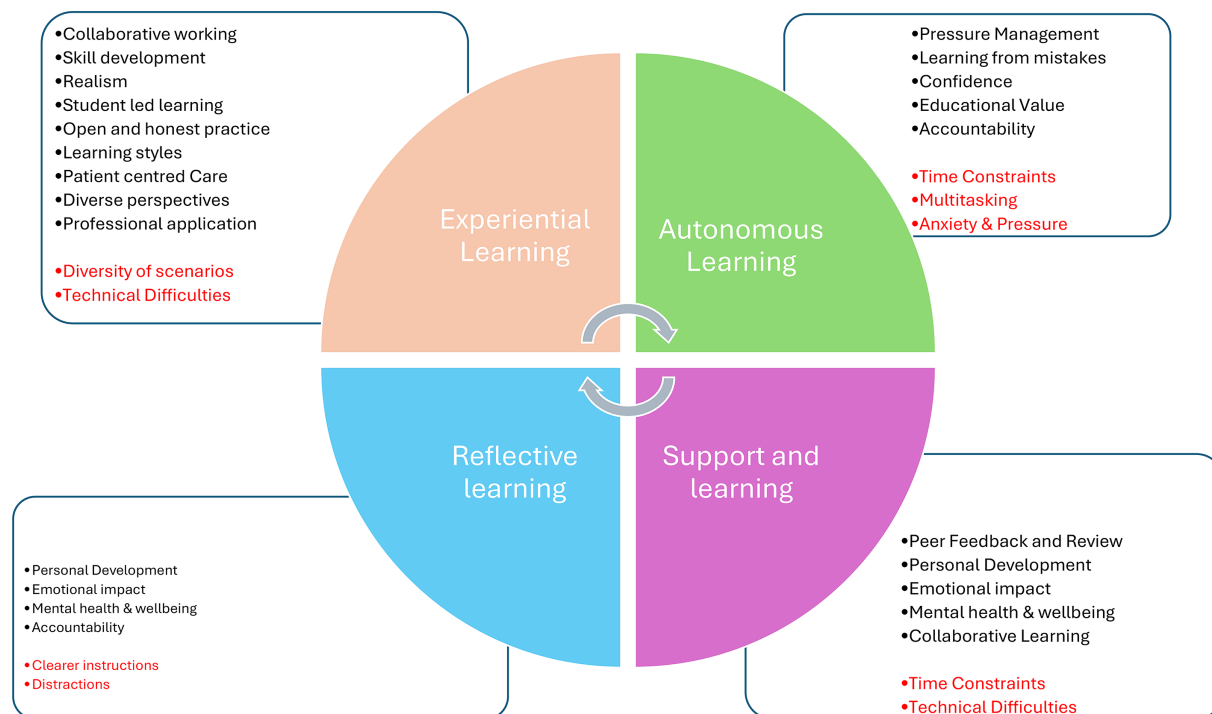 •Collaborative working
•Skill development
•Realism
•Student led learning
•Open and honest practice
•Learning styles
•Patient centred Care
•Diverse perspectives
•Professional application
•Diversity of scenarios
•Technical Difficulties
•Pressure Management
•Learning from mistakes
•Confidence
•Educational Value
•Accountability
•Time Constraints
•Multitasking
•Anxiety & Pressure
Experiential
Learning
Autonomous
Learning
Reflective
learning
Support and
learning
•Personal Development
•Emotional impact
•Mental health & wellbeing
•Accountability
•Clearer instructions
•Distractions
•Peer Feedback and Review
•Personal Development
•Emotional impact
•Mental health & wellbeing
•Collaborative Learning
•Time Constraints
•Technical Difficulties